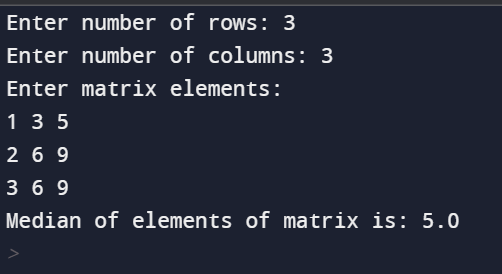 Enter number of rows: 3
Enter number of columns: 3
Enter matrix elements:
1 3 5
2 6 9
3 6 9
Median of elements of matrix is: 5.0
>